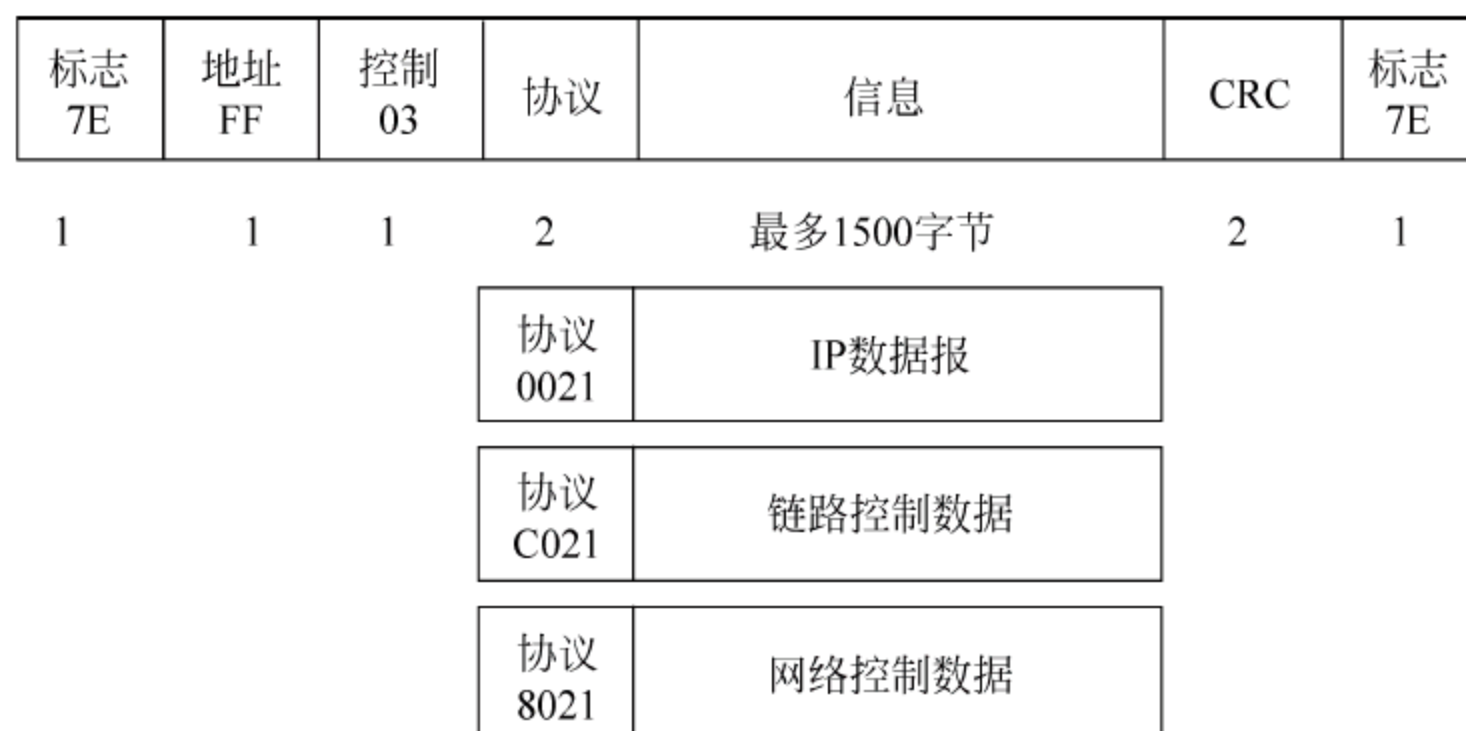 标志 地址 控制 协议 信息 CRC 标志
7E FF 03 7E
1 1 1 2 最多1500字节 2 1
协议
0021
IP数据报
协议
C021
链路控制数据
协议
8021
网络控制数据